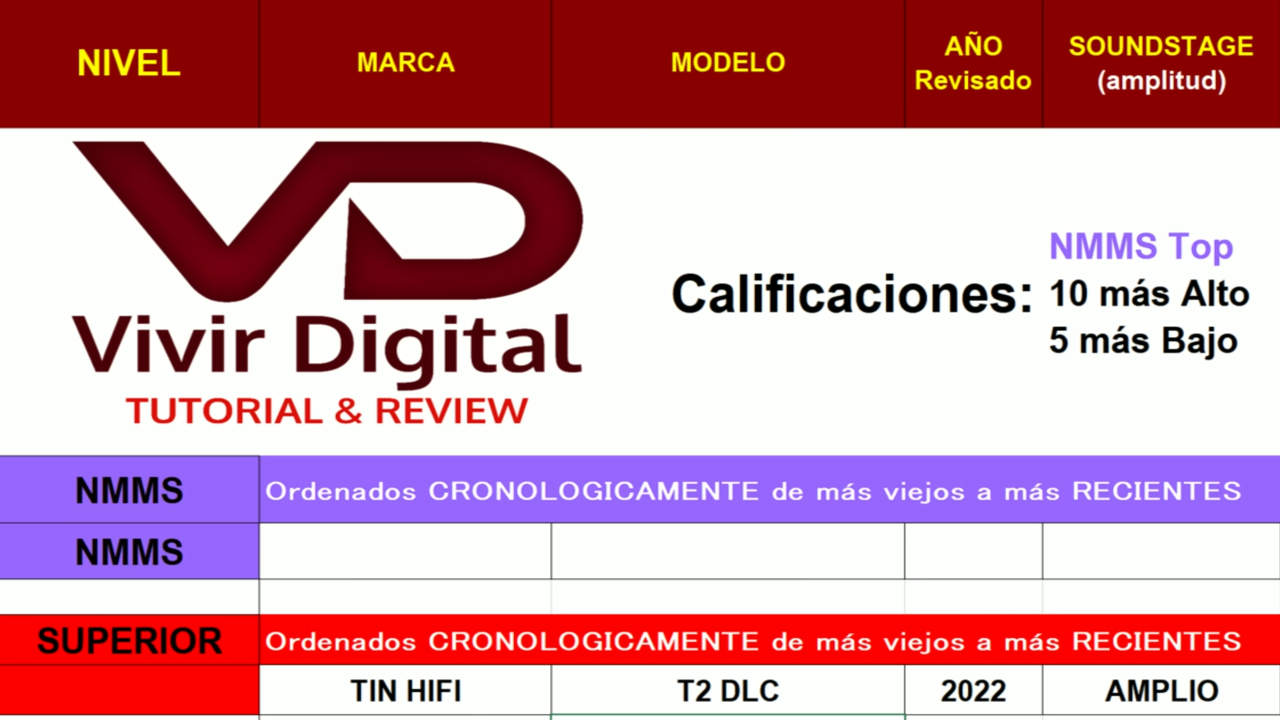 NIVEL MARCA MODELO AÑO Revisado SOUNDSTAGE (amplitud)
Vivir Digital
TUTORIAL & REVIEW
Calificaciones:
NMMS Top
10 más Alto
5 más Bajo
NMMS Ordenados CRONOLOGICAMENTE de más viejos a más RECIENTES
NMMS
SUPERIOR Ordenados CRONOLOGICAMENTE de más viejos a más RECIENTES
TIN HIFI T2 DLC 2022 AMPLIO